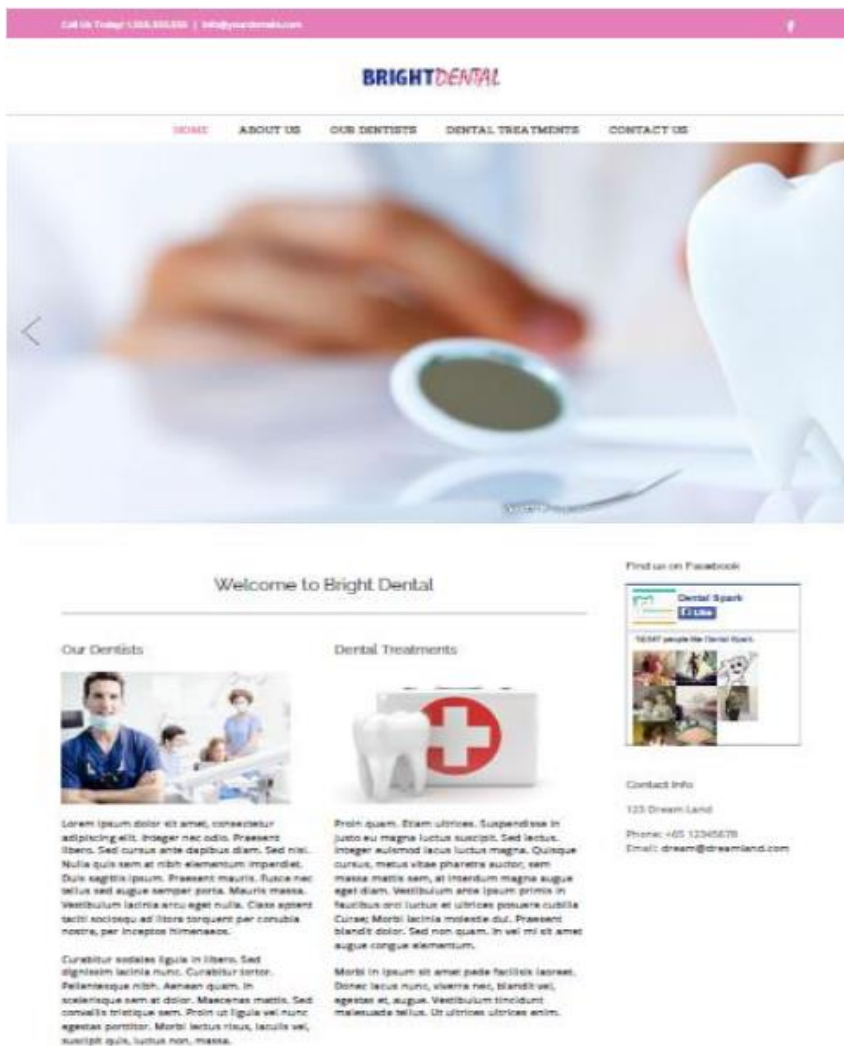 Call Us Today! 1.555.555.555 | info@yourdomain.com
BRIGHTDENTAL
HOME ABOUT US OUR DENTISTS DENTAL TREATMENTS CONTACT US
Welcome to Bright Dental
Our Dentists
Lorem ipsum dolor sit amet, consectetur
adipiscing elit. Integer nec odio. Praesent
libero. Sed cursus ante dapibus diam. Sed nisi.
Nulla quis sem at nibh elementum imperdiet.
Duis sagittis ipsum. Praesent mauris. Fusce nec
tellus sed augue semper porta. Mauris massa.
Vestibulum lacinia arcu eget nulla. Class aptent
taciti sociosqu ad litora torquent per conubia
nostra, per inceptos himenaeos.
Curabitur sodales ligula in libero. Sed
dignissim lacinia nunc. Curabitur tortor.
Pellentesque nibh. Aenean quam. In
scelerisque sem at dolor. Maecenas mattis. Sed
convallis tristique sem. Proin ut ligula vel nunc
egestas porttitor. Morbi lectus risus, iaculis vel,
suscipit quis, luctus non, massa.
Dental Treatments
Proin quam. Etiam ultrices. Suspendisse in
justo eu magna luctus suscipit. Sed lectus.
Integer euismod lacus luctus magna. Quisque
cursus, metus vitae pharetra auctor, sem
massa mattis sem, at interdum magna augue
eget diam. Vestibulum ante ipsum primis in
faucibus orci luctus et ultrices posuere cubilia
Curae; Morbi lacinia molestie dui. Praesent
blandit dolor. Sed non quam. In vel mi sit amet
augue congue elementum.
Morbi in ipsum sit amet pede facilisis laoreet.
Donec lacus nunc, viverra nec, blandit vel,
egestas et, augue. Vestibulum tincidunt
malesuada tellus. Ut ultrices ultrices enim.
Find us on Facebook
Dental Spark
Like
people like Dental Spark
Contact Info
123 Dream Land
Phone: +65 12345678
Email: dream@dreamland.com